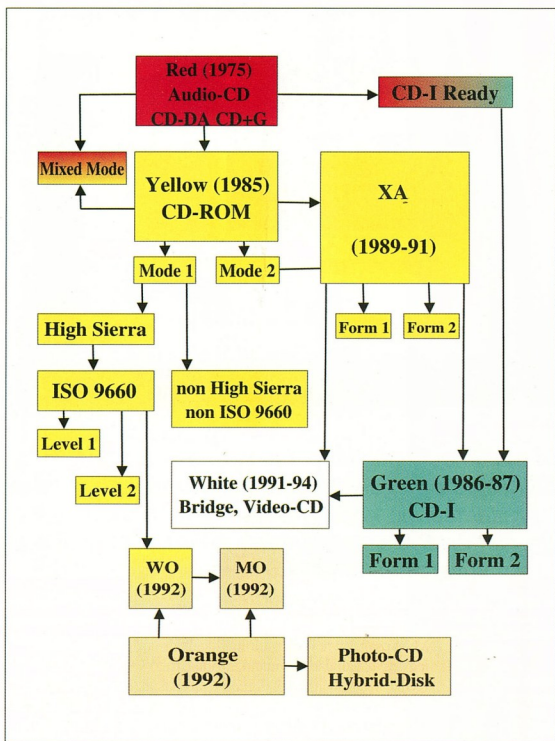 Red (1975)
Audio-CD
CD-DA CD+G
CD-I Ready
Mixed Mode
Yellow (1985)
CD-ROM
XA
(1989-91)
Mode 1
Mode 2
Form 1
Form 2
High Sierra
ISO 9660
non High Sierra
non ISO 9660
Level 1
Level 2
White (1991-94)
Bridge, Video-CD
Green (1986-87)
CD-I
Form 1
Form 2
WO
(1992)
MO
(1992)
Orange
(1992)
Photo-CD
Hybrid-Disk